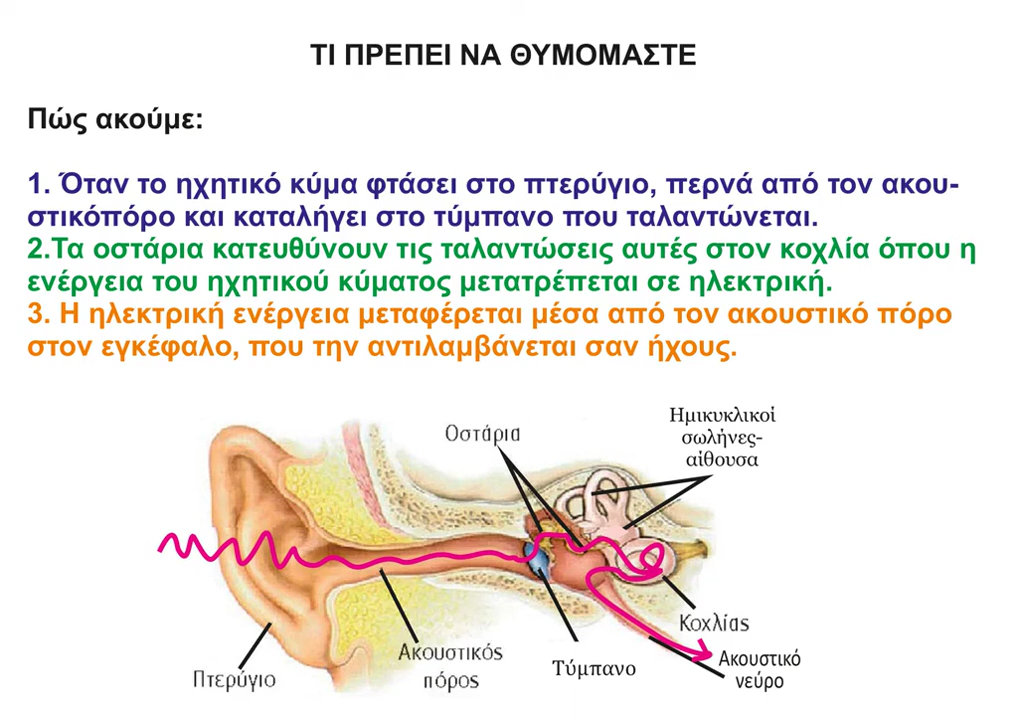 ΤΙ ΠΡΕΠΕΙ ΝΑ ΘΥΜΟΜΑΣΤΕ
Πώς ακούμε:
1. Όταν το ηχητικό κύμα φτάσει στο πτερύγιο, περνά από τον ακου-
στικόπόρο και καταλήγει στο τύμπανο που ταλαντώνεται.
2.Τα οστάρια κατευθύνουν τις ταλαντώσεις αυτές στον κοχλία όπου η
ενέργεια του ηχητικού κύματος μετατρέπεται σε ηλεκτρική.
3. Η ηλεκτρική ενέργεια μεταφέρεται μέσα από τον ακουστικό πόρο
στον εγκέφαλο, που την αντιλαμβάνεται σαν ήχους.
Οστάρια
Ημικυκλικοί
σωλήνες-
αίθουσα
Κοχλίας
Ακουστικός
πόρος
Τύμπανο
Ακουστικό
νεύρο
Πτερύγιο